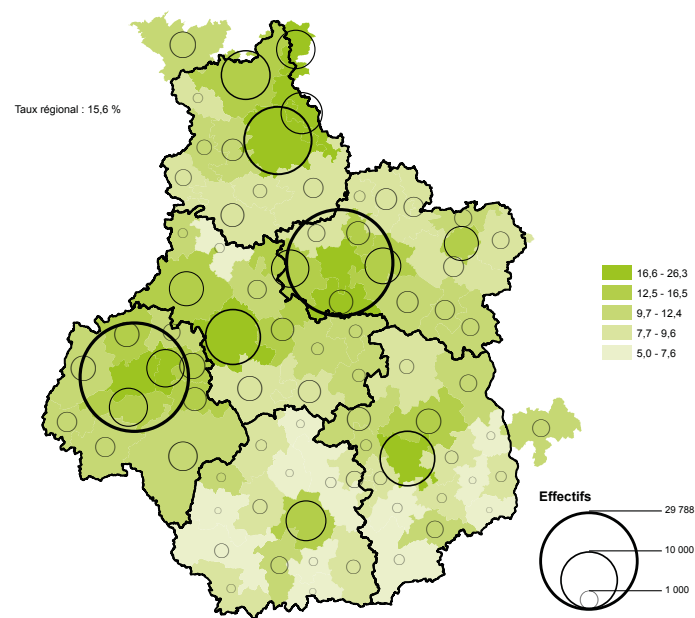 Taux régional : 15,6 %
16,6 - 26,3
12,5 - 16,5
9,7 - 12,4
7,7 - 9,6
5,0 - 7,6
Effectifs
29 788
10 000
1 000